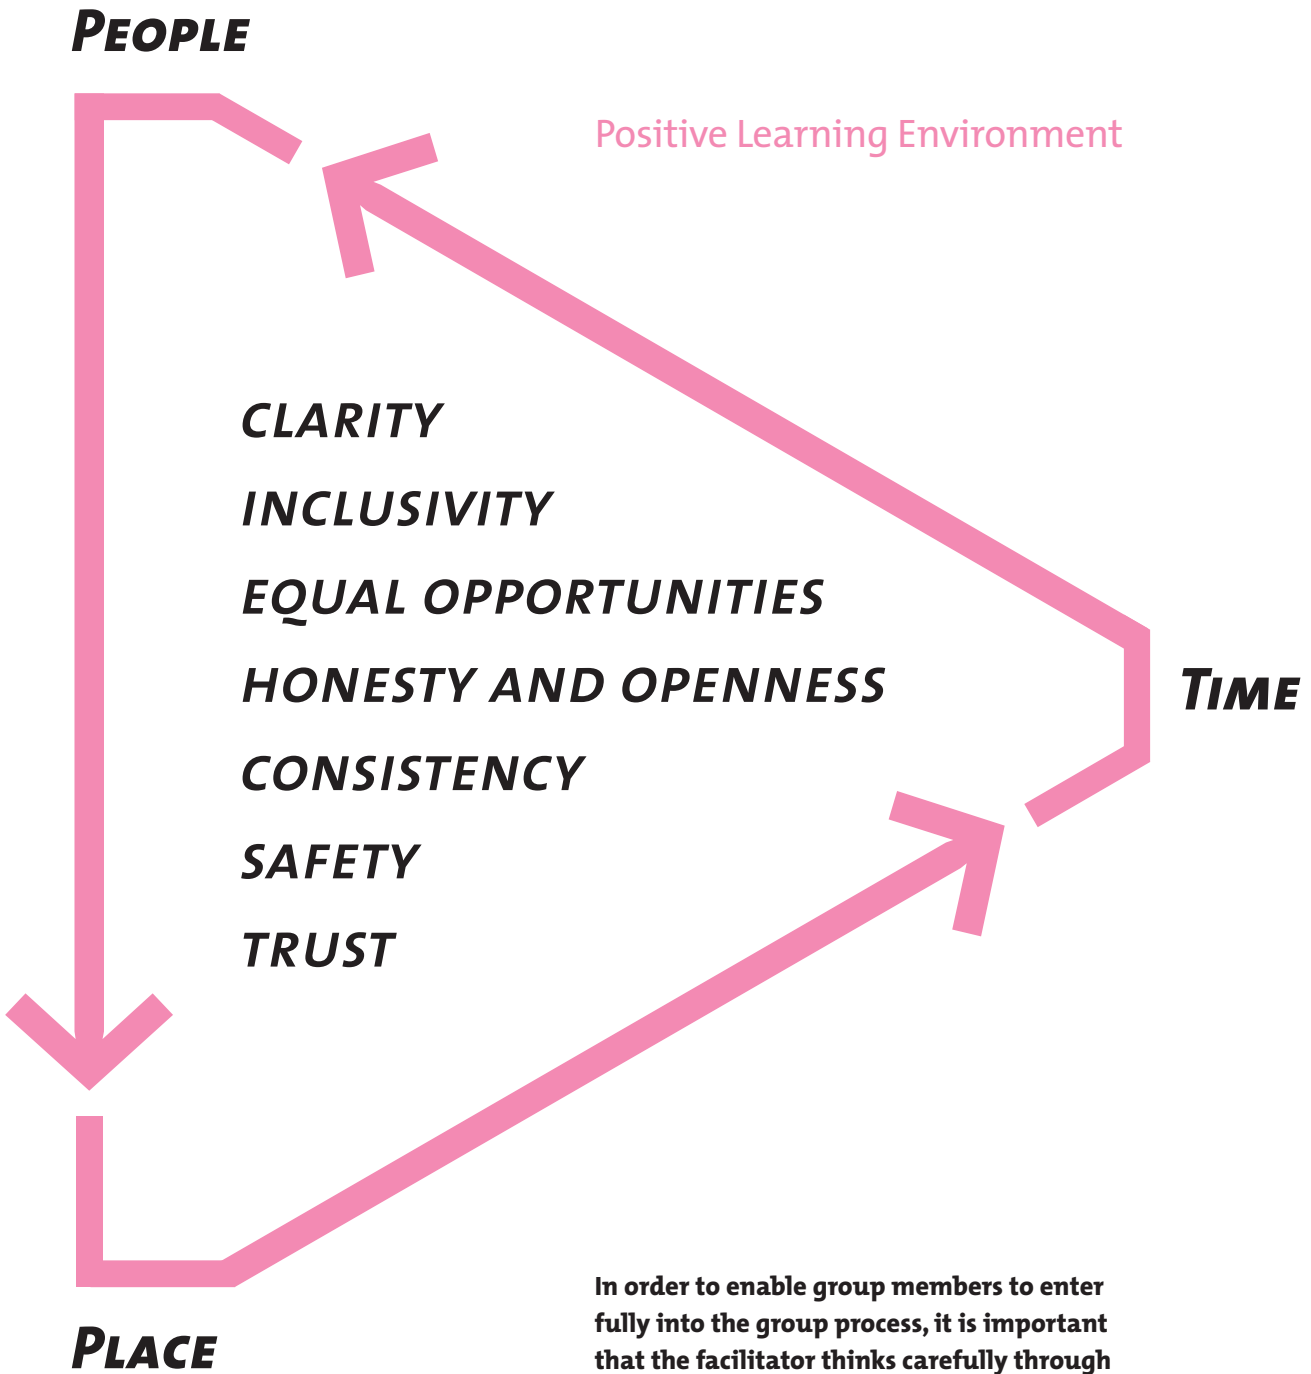 PEOPLE
Positive Learning Environment
CLARITY
INCLUSIVITY
EQUAL OPPORTUNITIES
HONESTY AND OPENNESS
TIME
CONSISTENCY
SAFETY
TRUST
In order to enable group members to enter
fully into the group process, it is important
PLACE
that the facilitator thinks carefully through